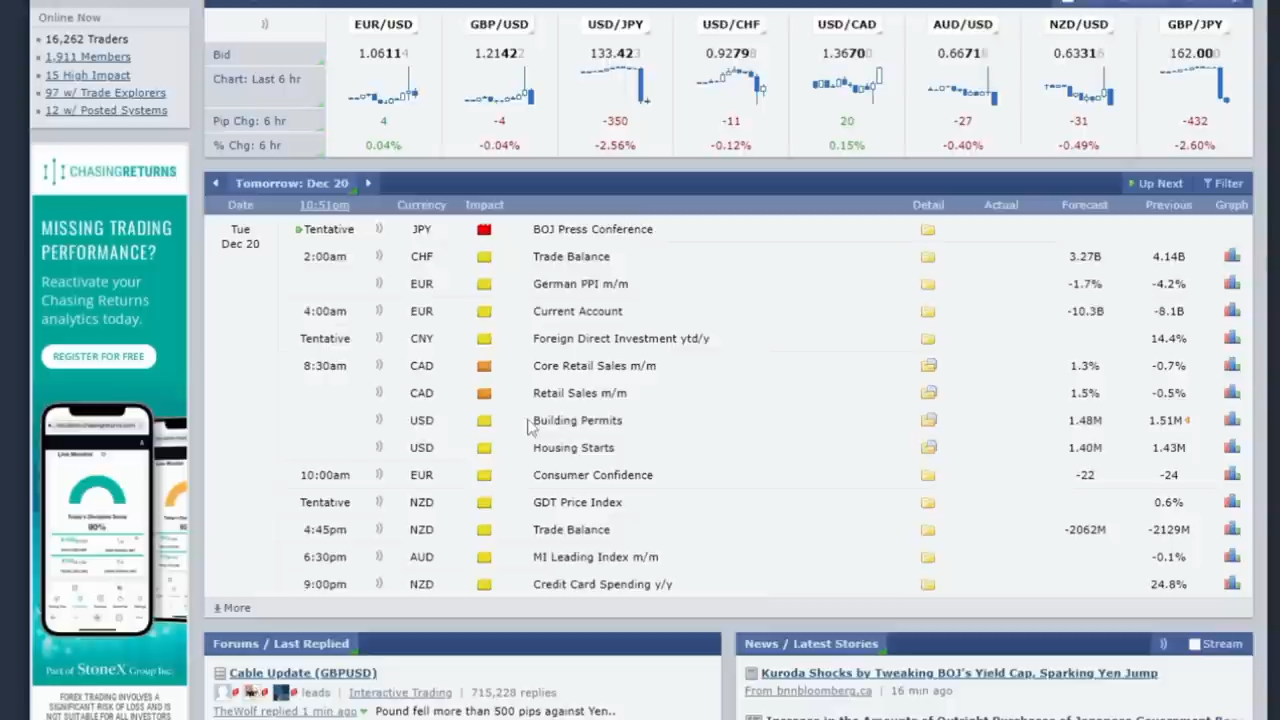 Online Now
16,262 Traders
1,911 Members
15 High Impact
97 w/ Trade Explorers
12 w/ Posted Systems
CHASINGRETURNS
MISSING TRADING
PERFORMANCE?
Reactivate your
Chasing Returns
analytics today.
REGISTER FOR FREE
90%
Part of StoneX Group Inc.
FOREX TRADING INVOLVES A
SIGNIFICANT RISK OF LOSS AND IS
NOT SUITABLE FOR ALL INVESTORS
EUR/USD GBP/USD USD/JPY USD/CHF USD/CAD AUD/USD NZD/USD GBP/JPY
Bid 1.06114 1.21422 133.423 0.92798 1.36700 0.66718 0.63316 162.000
Chart: Last 6 hr
Pip Chg: 6 hr 4 -4 -350 -11 20 -27 -31 -432
% Chg: 6 hr 0.04% -0.04% -2.56% -0.12% 0.15% -0.40% -0.49% -2.60%
Tomorrow: Dec 20 Up Next Filter
Date 10:51pm Currency Impact Detail Actual Forecast Previous Graph
Tue Dec 20 Tentative JPY BOJ Press Conference
2:00am CHF Trade Balance 3.27B 4.14B
EUR German PPI m/m -1.7% -4.2%
4:00am EUR Current Account -10.3B -8.1B
Tentative CNY Foreign Direct Investment ytd/y 14.4%
8:30am CAD Core Retail Sales m/m 1.3% -0.7%
CAD Retail Sales m/m 1.5% -0.5%
USD Building Permits 1.48M 1.51M
USD Housing Starts 1.40M 1.43M
10:00am EUR Consumer Confidence -22 -24
Tentative NZD GDT Price Index 0.6%
4:45pm NZD Trade Balance -2062M -2129M
6:30pm AUD MI Leading Index m/m -0.1%
9:00pm NZD Credit Card Spending y/y 24.8%
More
Forums / Last Replied
Cable Update (GBPUSD)
leads | Interactive Trading | 715,228 replies
TheWolf replied 1 min ago Pound fell more than 500 pips against Yen..
News / Latest Stories Stream
Kuroda Shocks by Tweaking BOJ's Yield Cap, Sparking Yen Jump
From bnnbloomberg.ca | 16 min ago